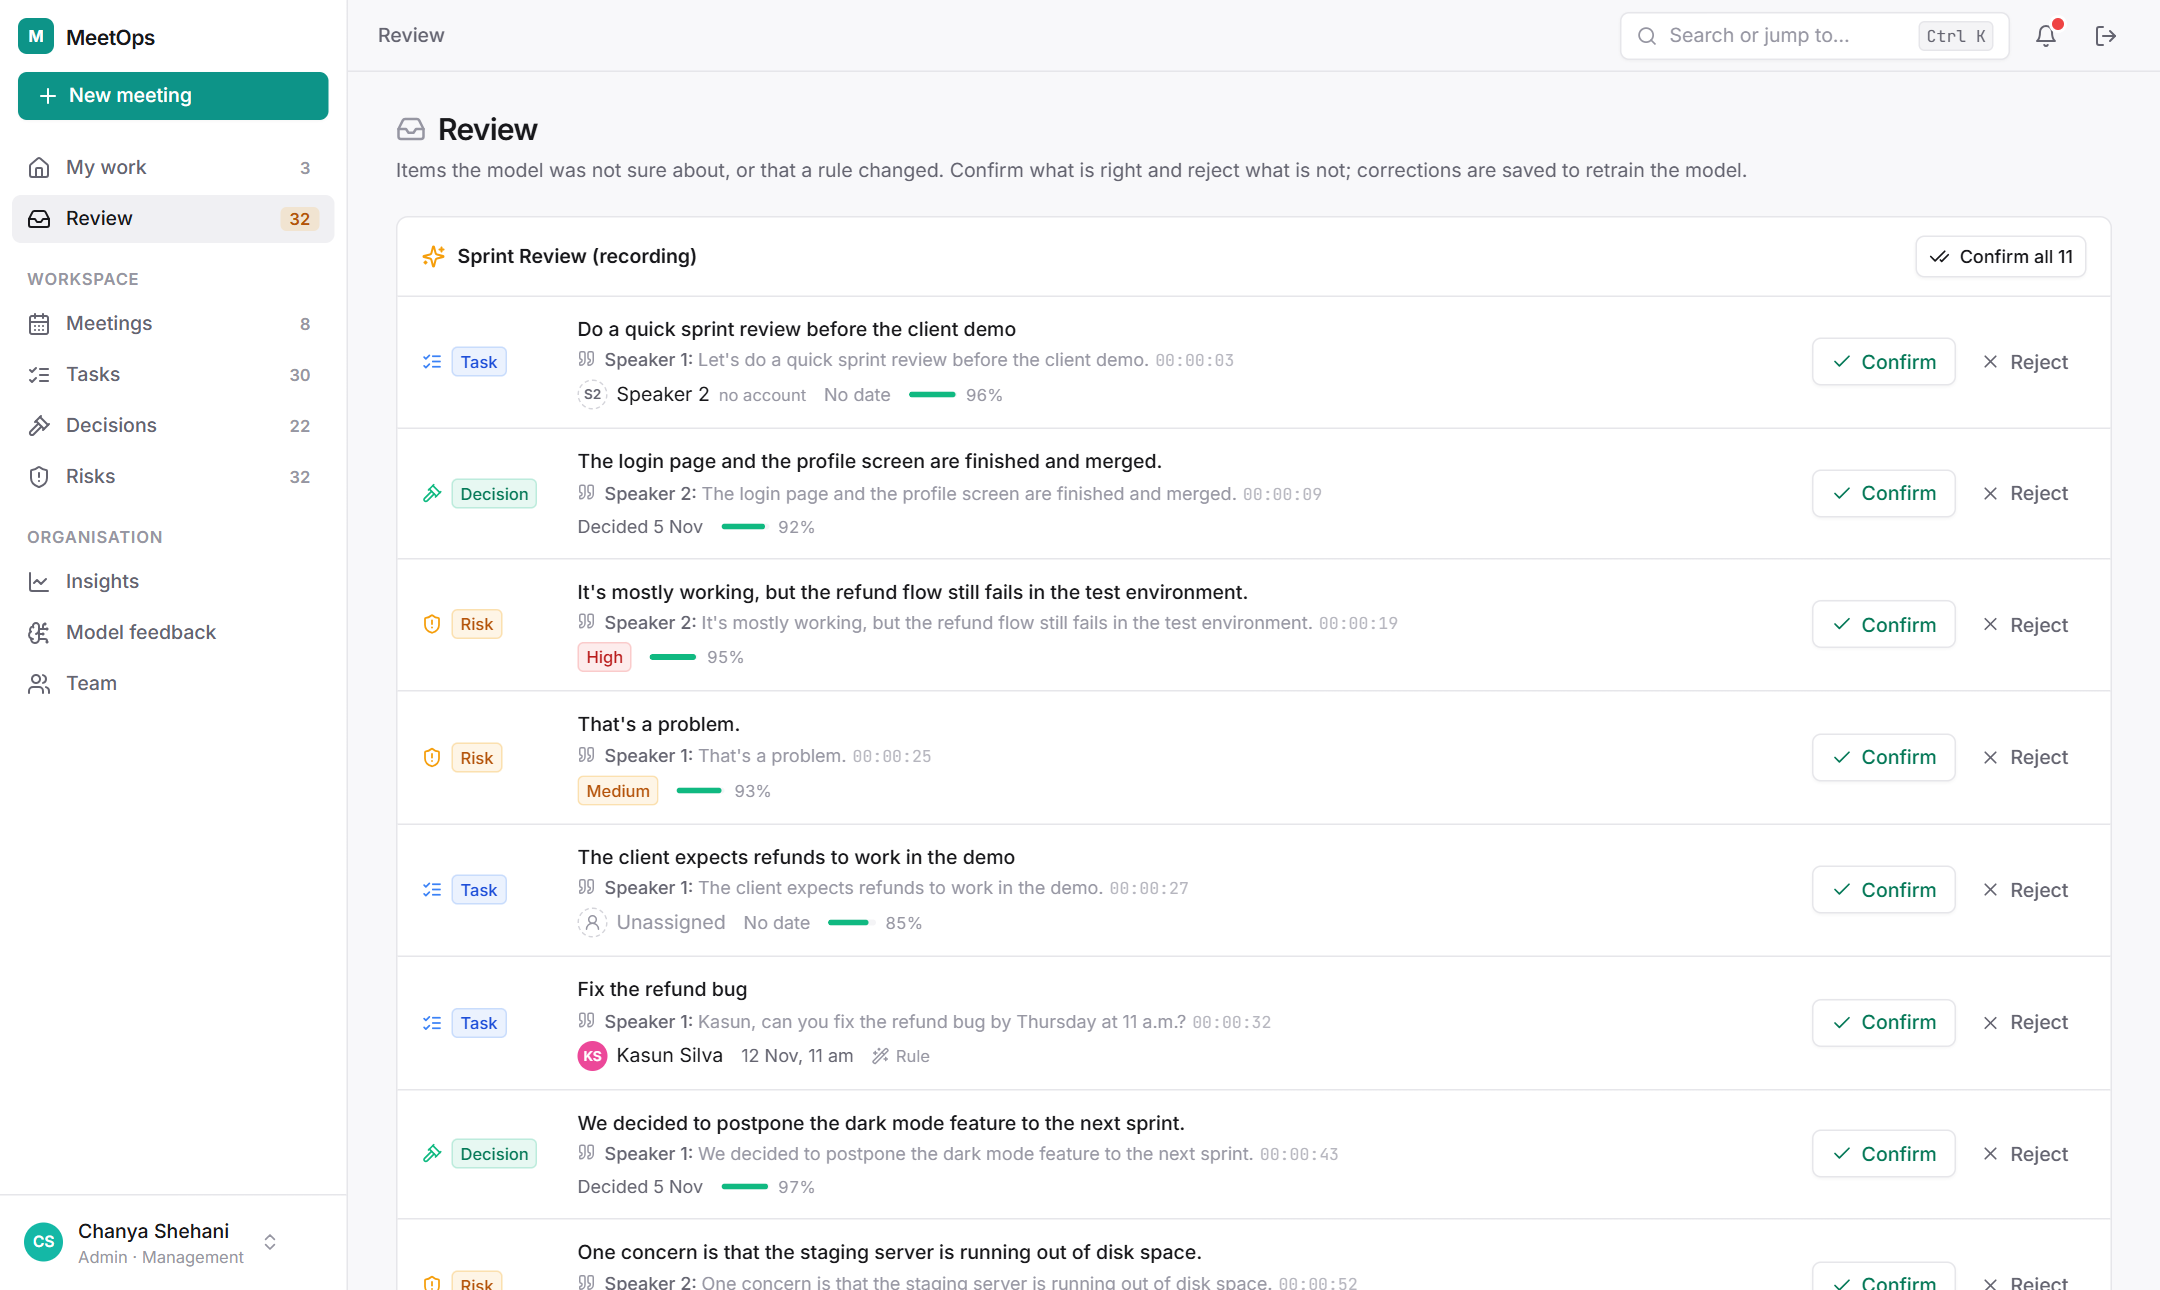 M MeetOps
New meeting
My work 3
Review 32
WORKSPACE
Meetings 8
Tasks 30
Decisions 22
Risks 32
ORGANISATION
Insights
Model feedback
Team
CS Chanya Shehani
Admin · Management
Review
Search or jump to... Ctrl K
Review
Items the model was not sure about, or that a rule changed. Confirm what is right and reject what is not; corrections are saved to retrain the model.
Sprint Review (recording) Confirm all 11
Do a quick sprint review before the client demo
Task Speaker 1: Let's do a quick sprint review before the client demo. 00:00:03 Confirm Reject
S2 Speaker 2 no account No date 96%
The login page and the profile screen are finished and merged.
Decision Speaker 2: The login page and the profile screen are finished and merged. 00:00:09 Confirm Reject
Decided 5 Nov 92%
It's mostly working, but the refund flow still fails in the test environment.
Risk Speaker 2: It's mostly working, but the refund flow still fails in the test environment. 00:00:19 Confirm Reject
High 95%
That's a problem.
Risk Speaker 1: That's a problem. 00:00:25 Confirm Reject
Medium 93%
The client expects refunds to work in the demo
Task Speaker 1: The client expects refunds to work in the demo. 00:00:27 Confirm Reject
Unassigned No date 85%
Fix the refund bug
Task Speaker 1: Kasun, can you fix the refund bug by Thursday at 11 a.m.? 00:00:32 Confirm Reject
KS Kasun Silva 12 Nov, 11 am Rule
We decided to postpone the dark mode feature to the next sprint.
Decision Speaker 1: We decided to postpone the dark mode feature to the next sprint. 00:00:43 Confirm Reject
Decided 5 Nov 97%
One concern is that the staging server is running out of disk space.
Risk Speaker 2: One concern is that the staging server is running out of disk space. 00:00:52 Confirm Reject